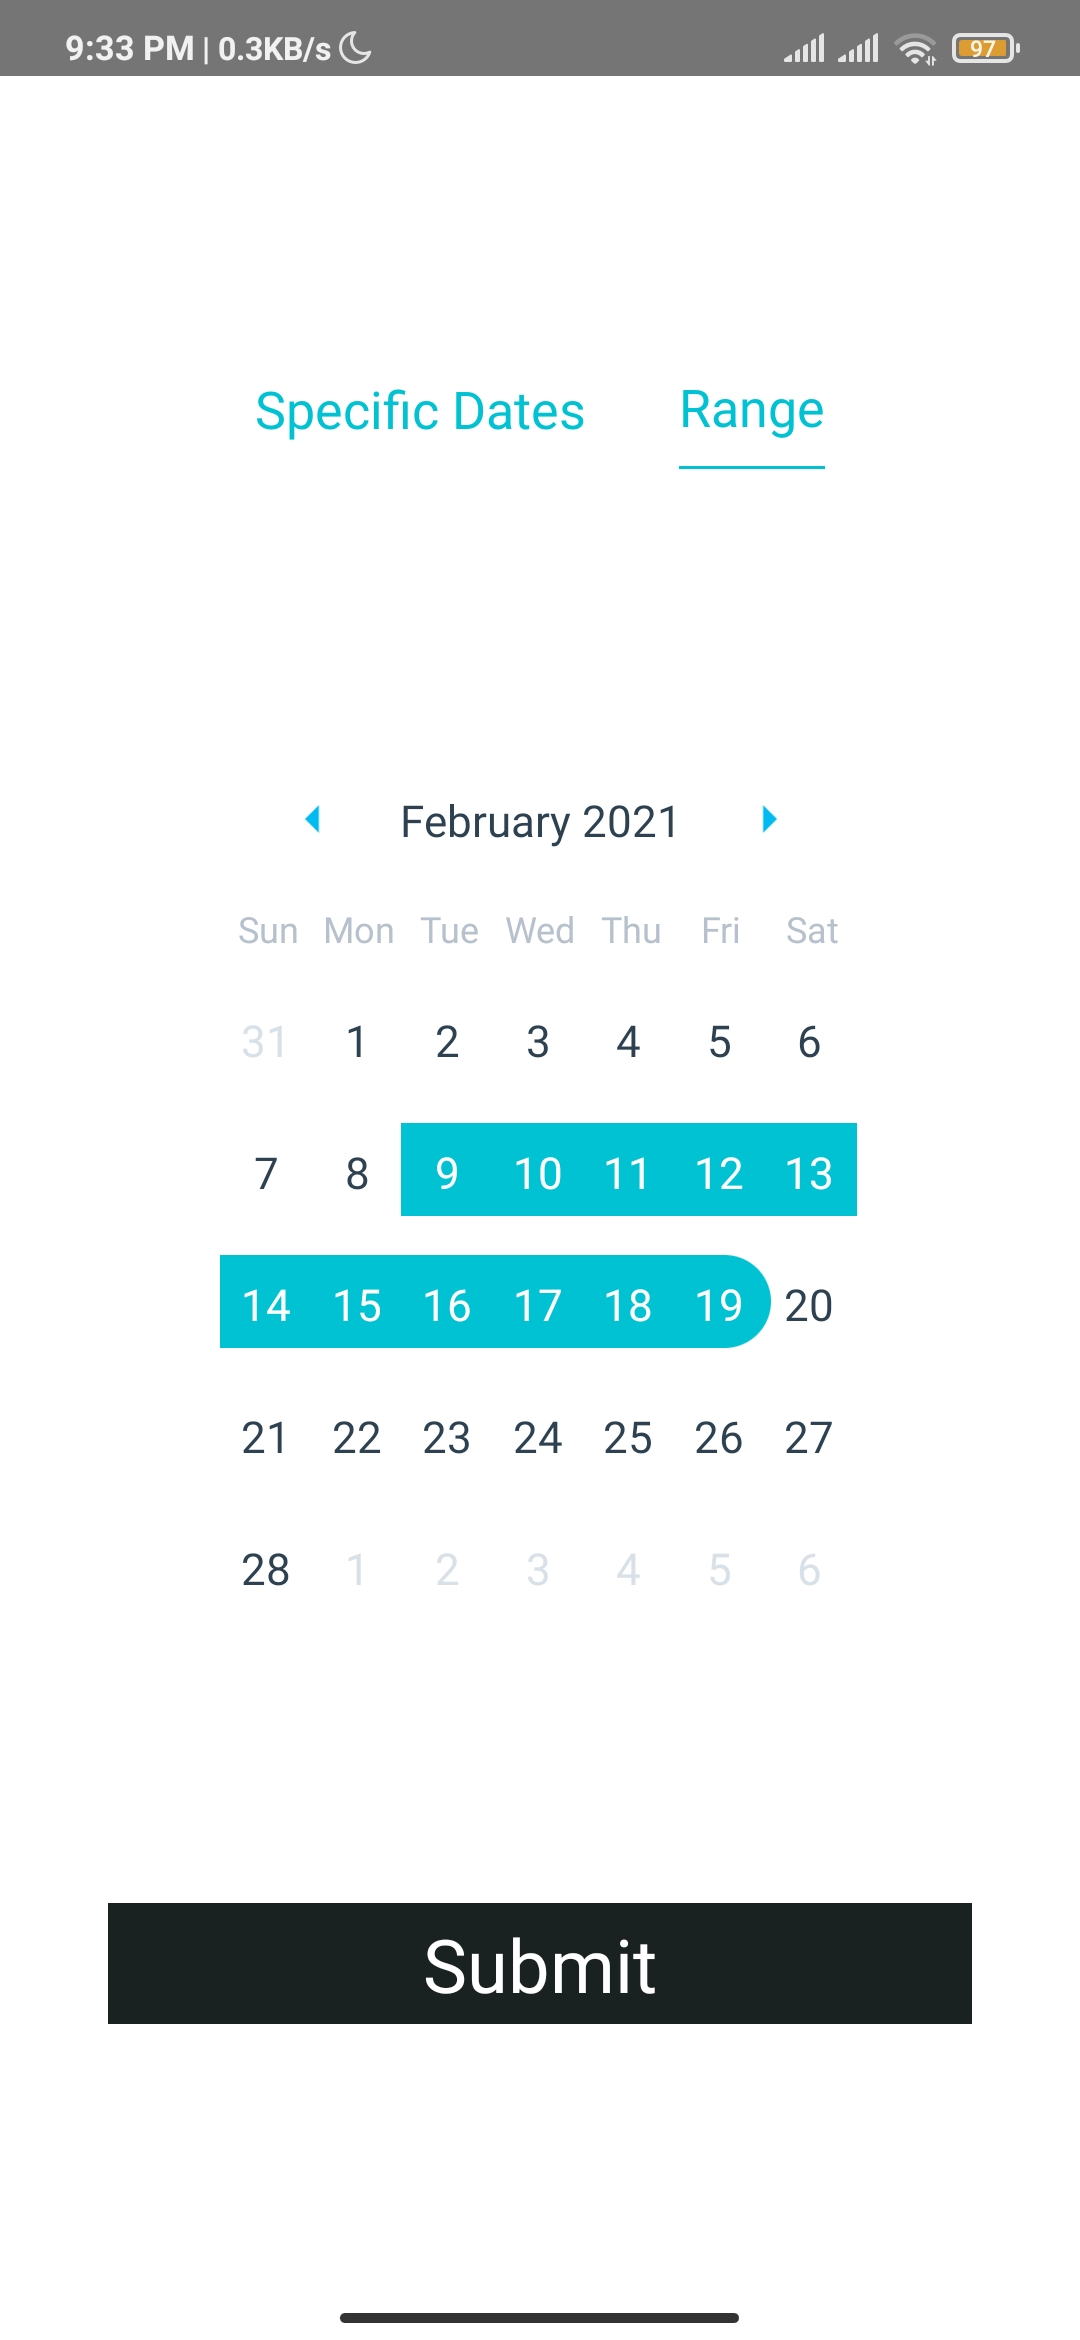 9:33 PM | 0.3KB/s 97
Specific Dates Range
February 2021
Sun Mon Tue Wed Thu Fri Sat
31 1 2 3 4 5 6
7 8 9 10 11 12 13
14 15 16 17 18 19 20
21 22 23 24 25 26 27
28 1 2 3 4 5 6
Submit